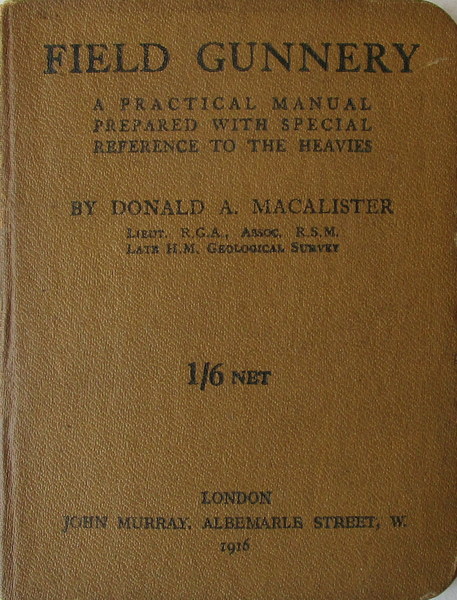 FIELD GUNNERY
A PRACTICAL MANUAL
PREPARED WITH SPECIAL
REFERENCE TO THE HEAVIES
BY DONALD A. MACALISTER
LIEUT. R.G.A., ASSOC. R.S.M.
LATE H.M. GEOLOGICAL SURVEY
1/6 NET
LONDON
JOHN MURRAY, ALBEMARLE STREET, W.
1916